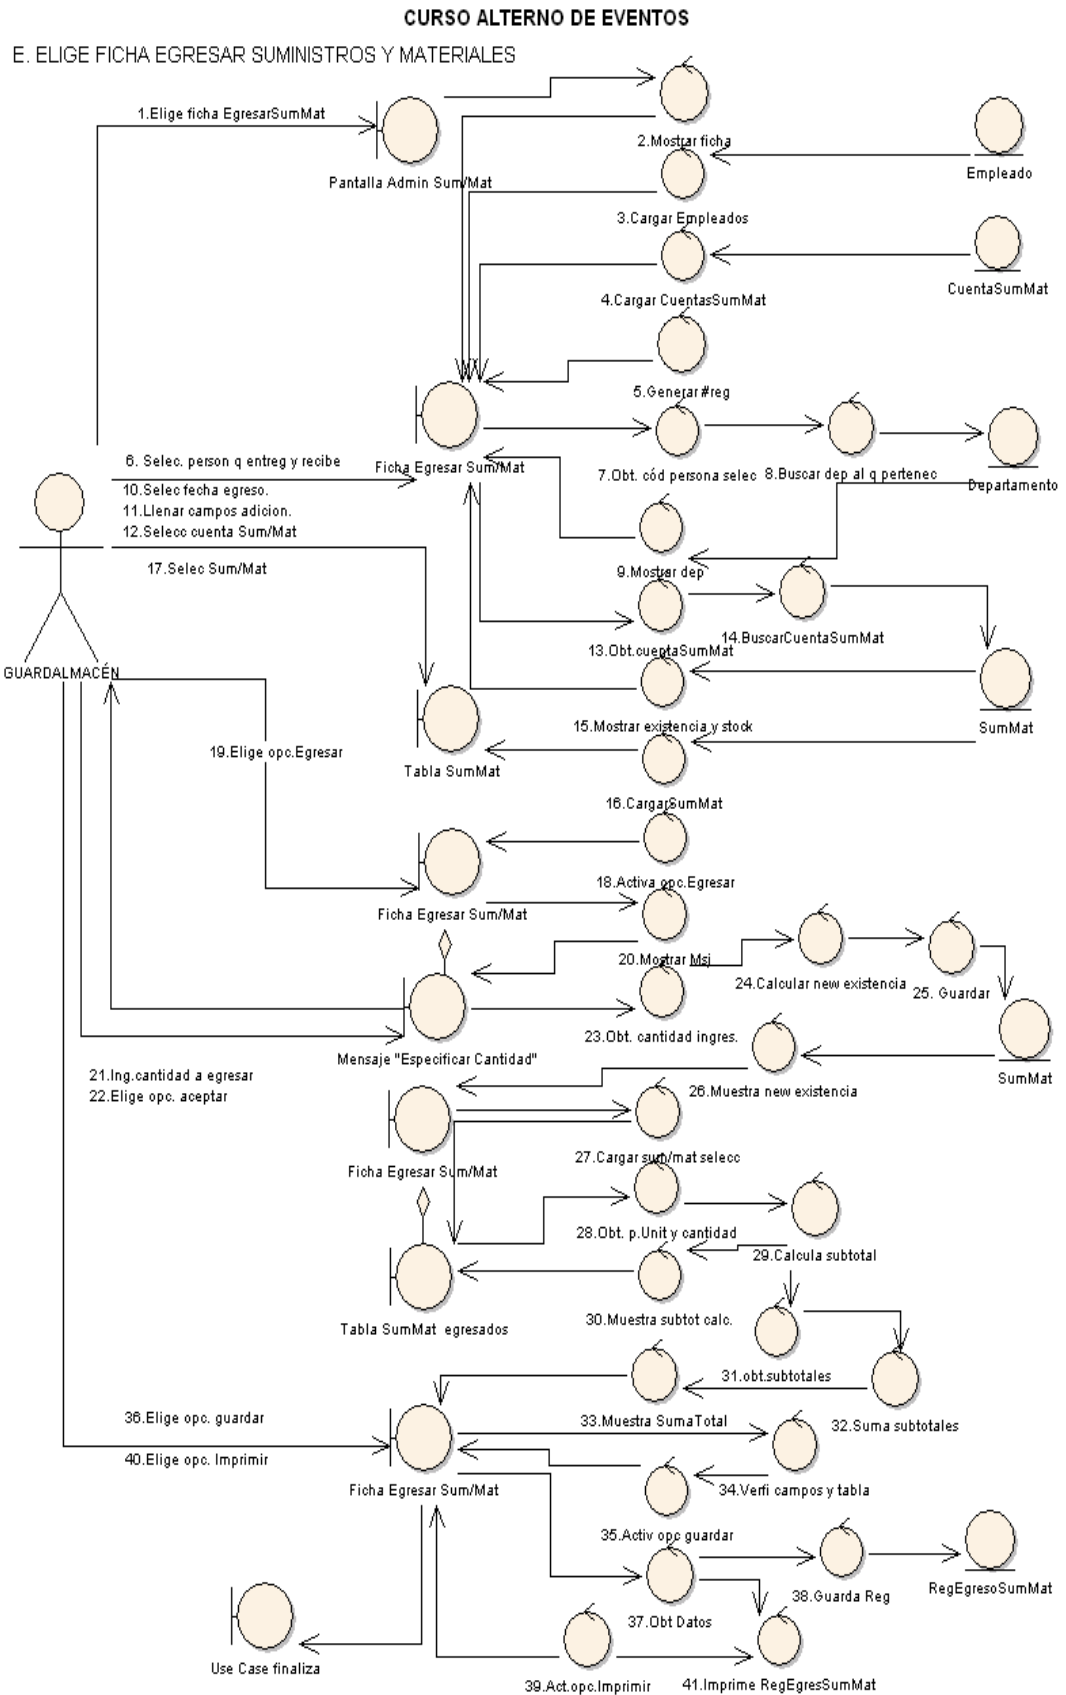 CURSO ALTERNO DE EVENTOS
E. ELIGE FICHA EGRESAR SUMINISTROS Y MATERIALES
1.Elige ficha EgresarSumMat
2.Mostrar ficha
Pantalla Admin Sum/Mat
Empleado
3.Cargar Empleados
CuentaSumMat
4.Cargar CuentasSumMat
5.Generar #reg
6. Selec. person q entreg y recibe
Ficha Egresar Sum/Mat
7.Obt. cód persona selec
8.Buscar dep al q pertenec
Departamento
10.Selec fecha egreso.
11.Llenar campos adicion.
12.Selecc cuenta Sum/Mat
17.Selec Sum/Mat
9.Mostrar dep
14.BuscarCuentaSumMat
13.Obt.cuentaSumMat
GUARDALMACÉN
15.Mostrar existencia y stock
SumMat
19.Elige opc.Egresar
Tabla SumMat
16.CargarSumMat
18.Activa opc.Egresar
Ficha Egresar Sum/Mat
20.Mostrar Msj
24.Calcular new existencia
25. Guardar
23.Obt. cantidad ingres.
Mensaje "Especificar Cantidad"
SumMat
21.Ing.cantidad a egresar
22.Elige opc. aceptar
26.Muestra new existencia
27.Cargar sum/mat selecc
Ficha Egresar Sum/Mat
28.Obt. p.Unit y cantidad
29.Calcula subtotal
30.Muestra subtot calc.
Tabla SumMat egresados
31.obt.subtotales
33.Muestra SumaTotal
32.Suma subtotales
36.Elige opc. guardar
40.Elige opc. Imprimir
Ficha Egresar Sum/Mat
34.Verfi campos y tabla
35.Activ opc guardar
38.Guarda Reg
RegEgresoSumMat
37.Obt Datos
Use Case finaliza
39.Act.opc.Imprimir
41.Imprime RegEgresSumMat